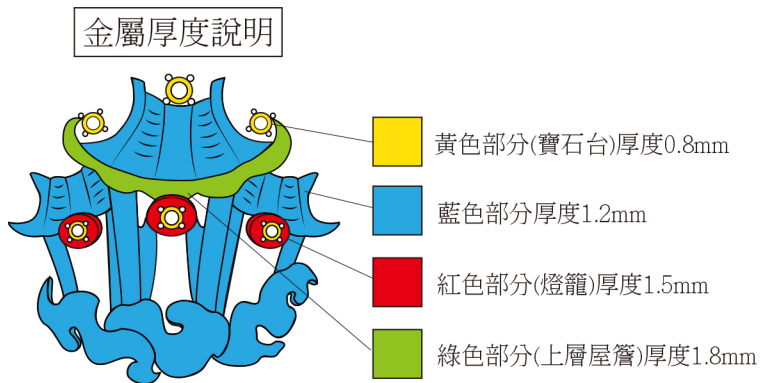 金屬厚度說明
黃色部分(寶石台)厚度0.8mm
藍色部分厚度1.2mm
紅色部分(燈籠)厚度1.5mm
綠色部分(上層屋簷)厚度1.8mm